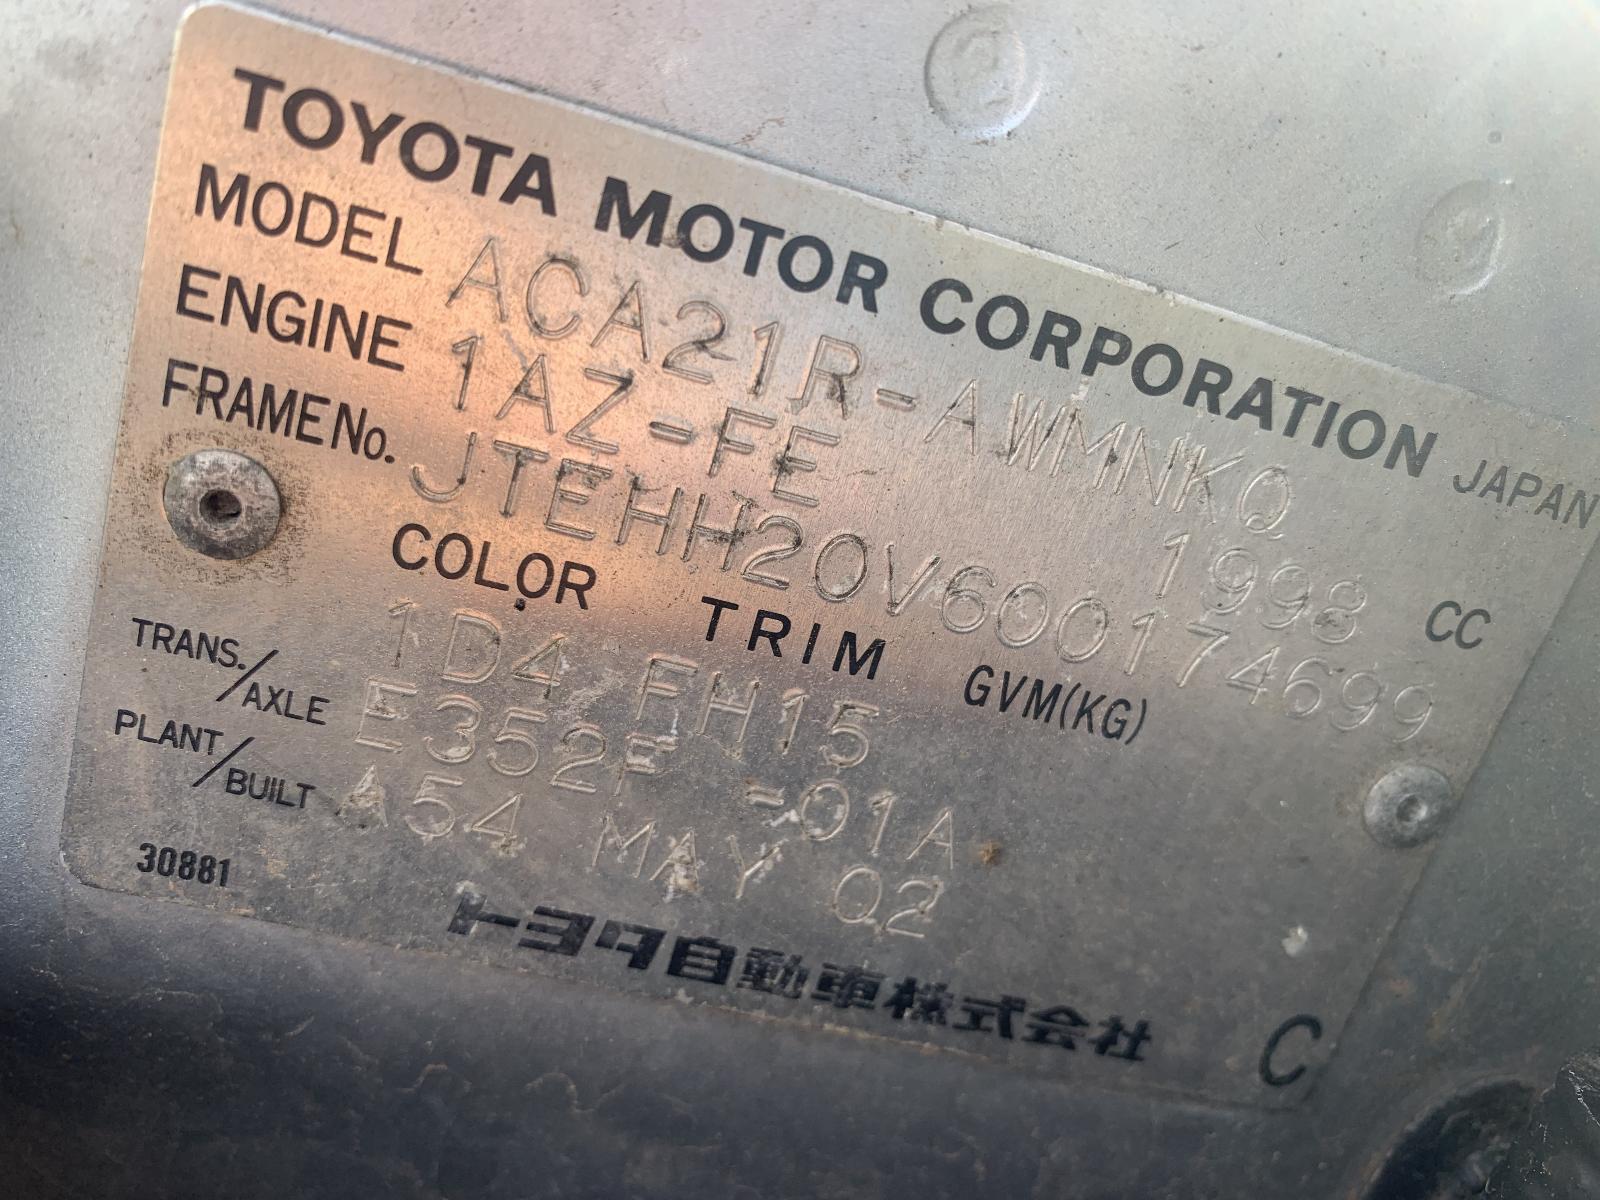 TOYOTA MOTOR CORPORATION JAPAN
MODEL ACA21R-AWMNKQ
ENGINE 1AZ-FE 1998 CC
FRAME No. JTEHH20V600174699
COLOR TRIM GVM(KG)
1D4 FH15
TRANS./AXLE E352F -01A
PLANT/BUILT A54 MAY 02
30881
トヨタ自動車株式会社 C